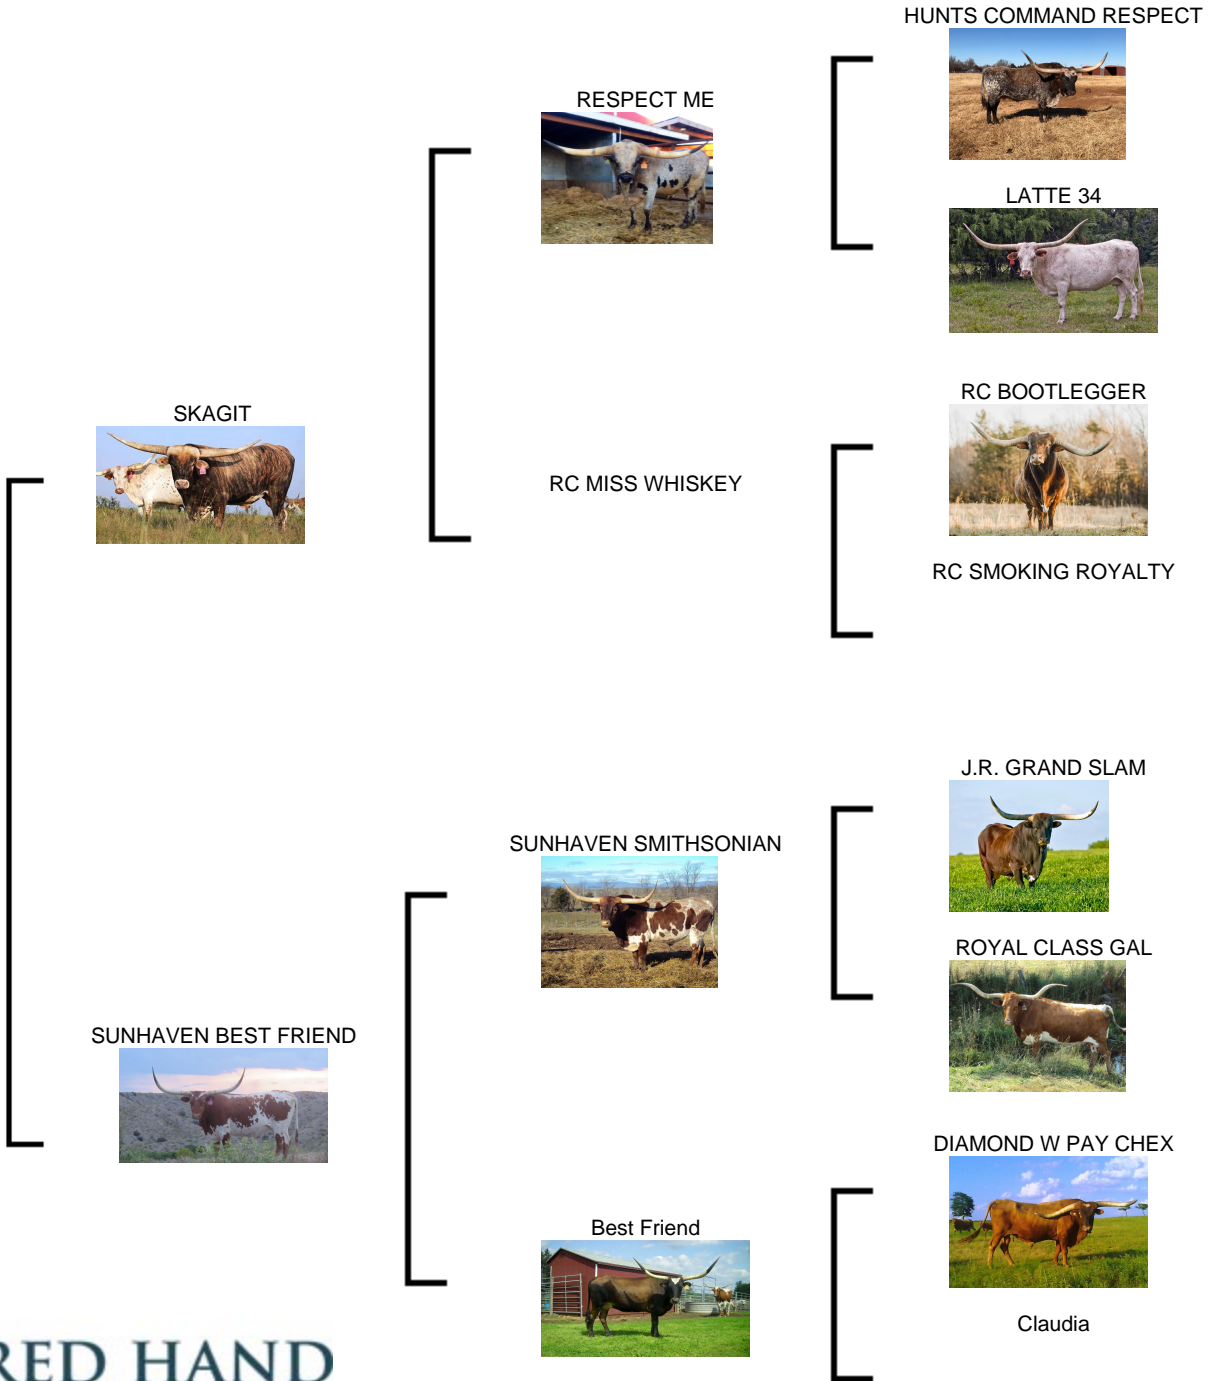 HUNTS COMMAND RESPECT
RESPECT ME
LATTE 34
RC BOOTLEGGER
SKAGIT
RC MISS WHISKEY
RC SMOKING ROYALTY
J.R. GRAND SLAM
SUNHAVEN SMITHSONIAN
ROYAL CLASS GAL
SUNHAVEN BEST FRIEND
DIAMOND W PAY CHEX
Best Friend
Claudia
RED HAND